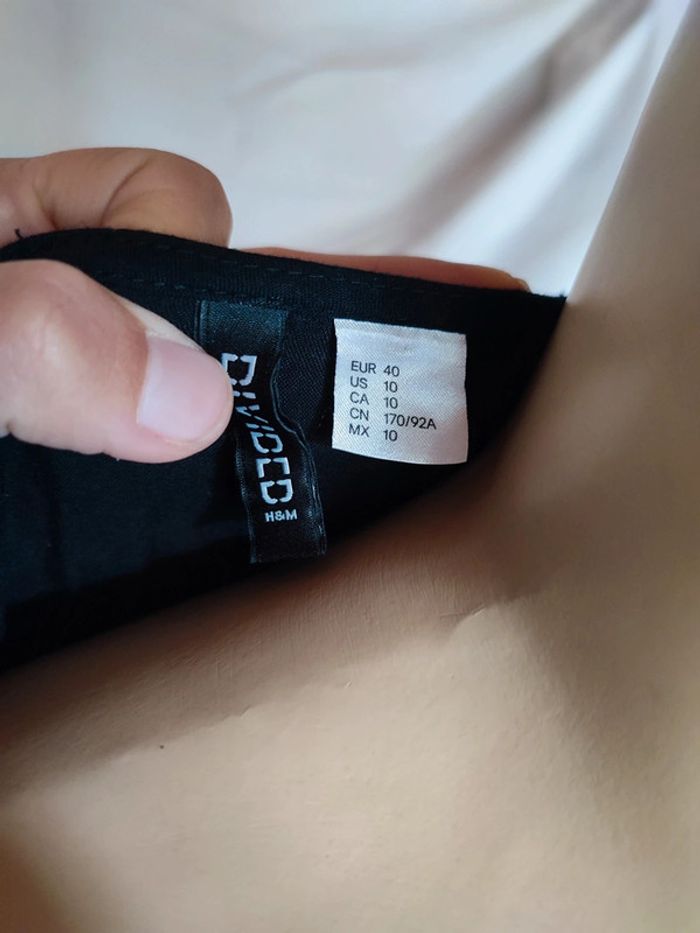 DIVIDED
H&M
EUR 40
US 10
CA 10
CN 170/92A
MX 10